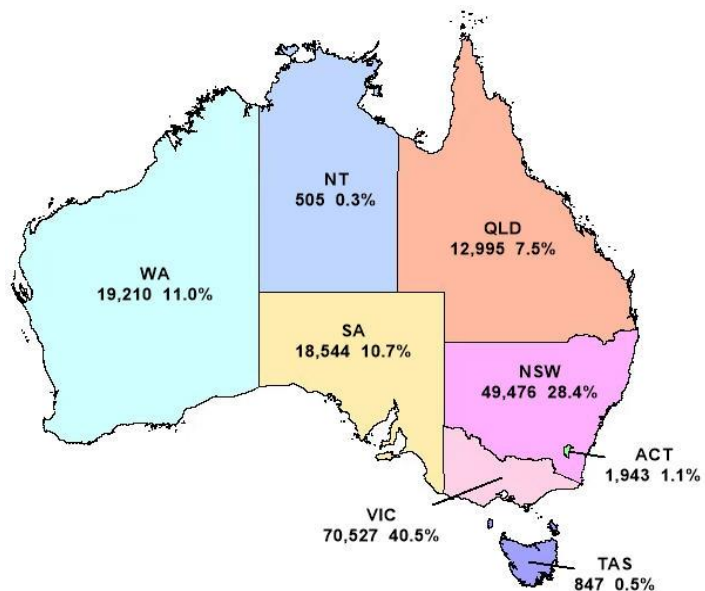 NT
505 0.3%
QLD
12,995 7.5%
WA
19,210 11.0%
SA
18,544 10.7%
NSW
49,476 28.4%
ACT
1,943 1.1%
VIC
70,527 40.5%
TAS
847 0.5%